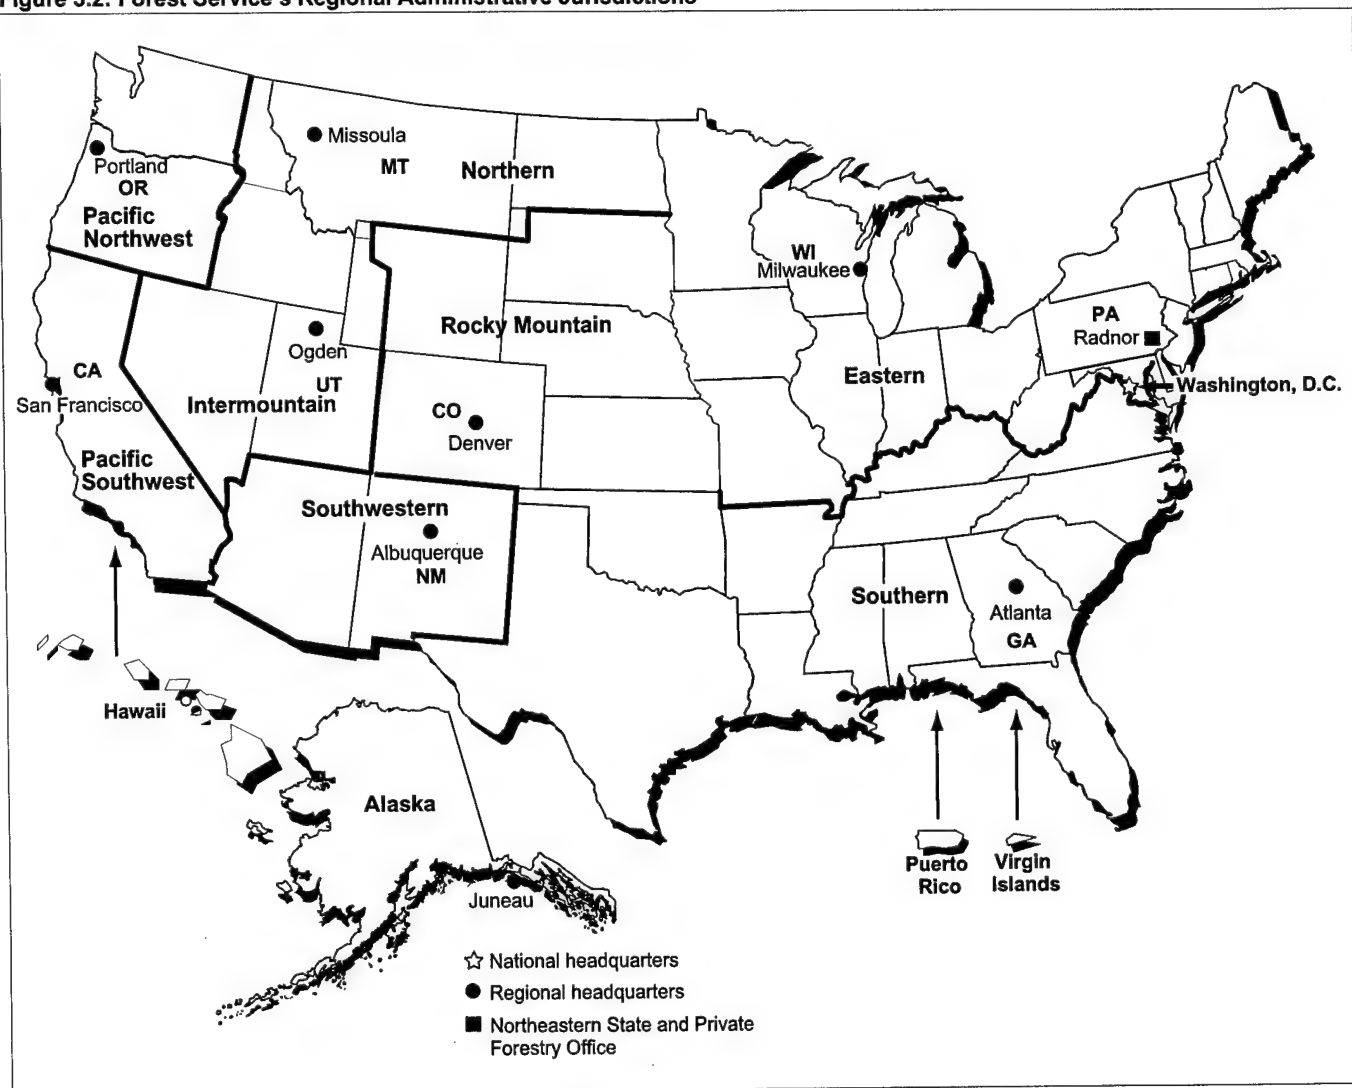 Figure 3.2: Forest Service's Regional Administrative Jurisdictions
Missoula
MT
Northern
Portland
OR
Pacific
Northwest
WI
Milwaukee
PA
Radnor
Rocky Mountain
Ogden
UT
Eastern
Washington, D.C.
CA
San Francisco
Intermountain
CO
Denver
Pacific
Southwest
Southwestern
Albuquerque
NM
Southern
Atlanta
GA
Hawaii
Alaska
Juneau
Puerto
Rico
Virgin
Islands
National headquarters
Regional headquarters
Northeastern State and Private
Forestry Office